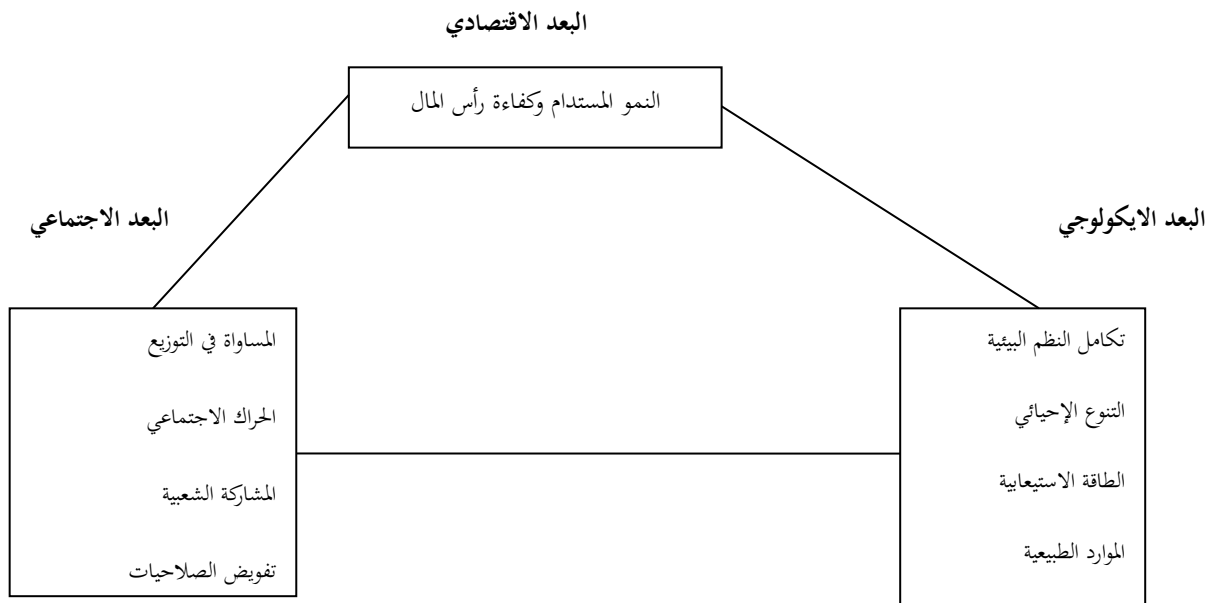 البعد الاقتصادي
النمو المستدام وكفاءة رأس المال
البعد الايكولوجي
البعد الاجتماعي
تكامل النظم البيئية
التنوع الإحيائي
الطاقة الاستيعابية
الموارد الطبيعية
المساواة في التوزيع
الحراك الاجتماعي
المشاركة الشعبية
تفويض الصلاحيات